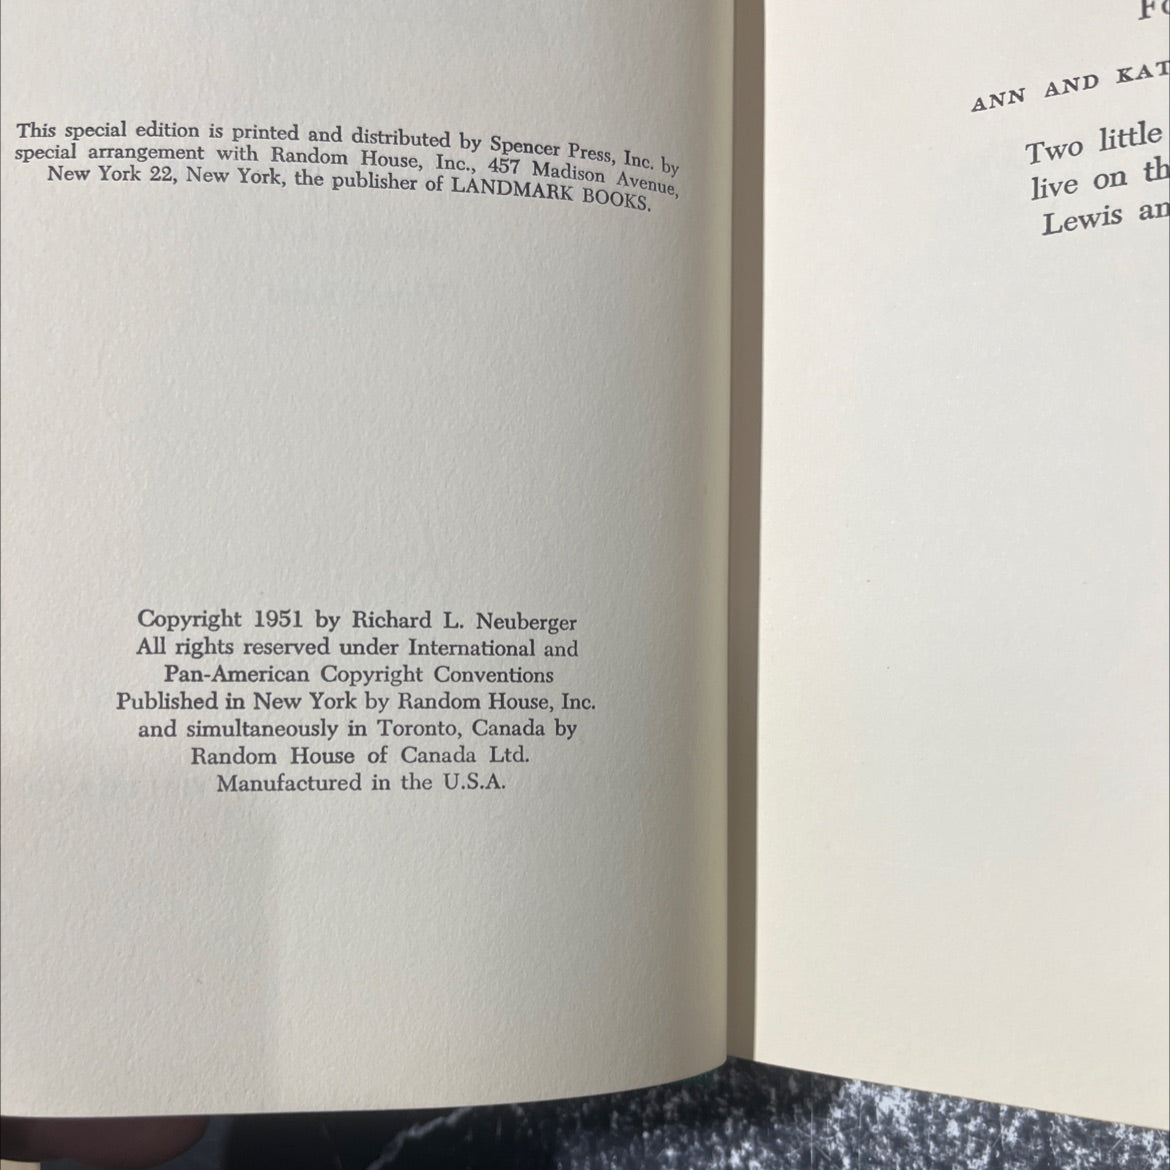 This special edition is printed and distributed by Spencer Press, Inc. by
special arrangement with Random House, Inc., 457 Madison Avenue,
New York 22, New York, the publisher of LANDMARK BOOKS.
Copyright 1951 by Richard L. Neuberger
All rights reserved under International and
Pan-American Copyright Conventions
Published in New York by Random House, Inc.
and simultaneously in Toronto, Canada by
Random House of Canada Ltd.
Manufactured in the U.S.A.
ANN AND KAT
Two little
live on th
Lewis an